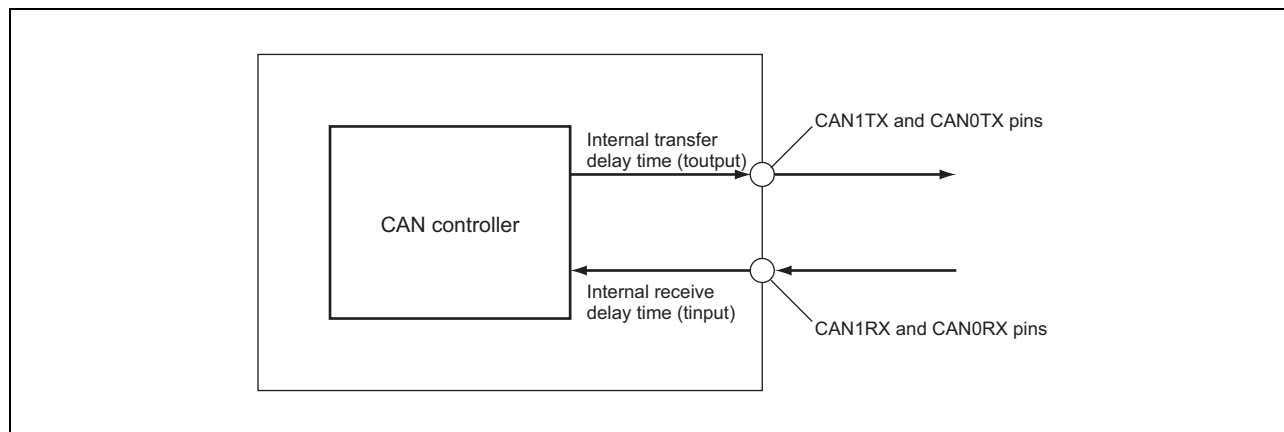 CAN1TX and CAN0TX pins
Internal transfer
delay time (toutput)
CAN controller
Internal receive
delay time (tinput)
CAN1RX and CAN0RX pins